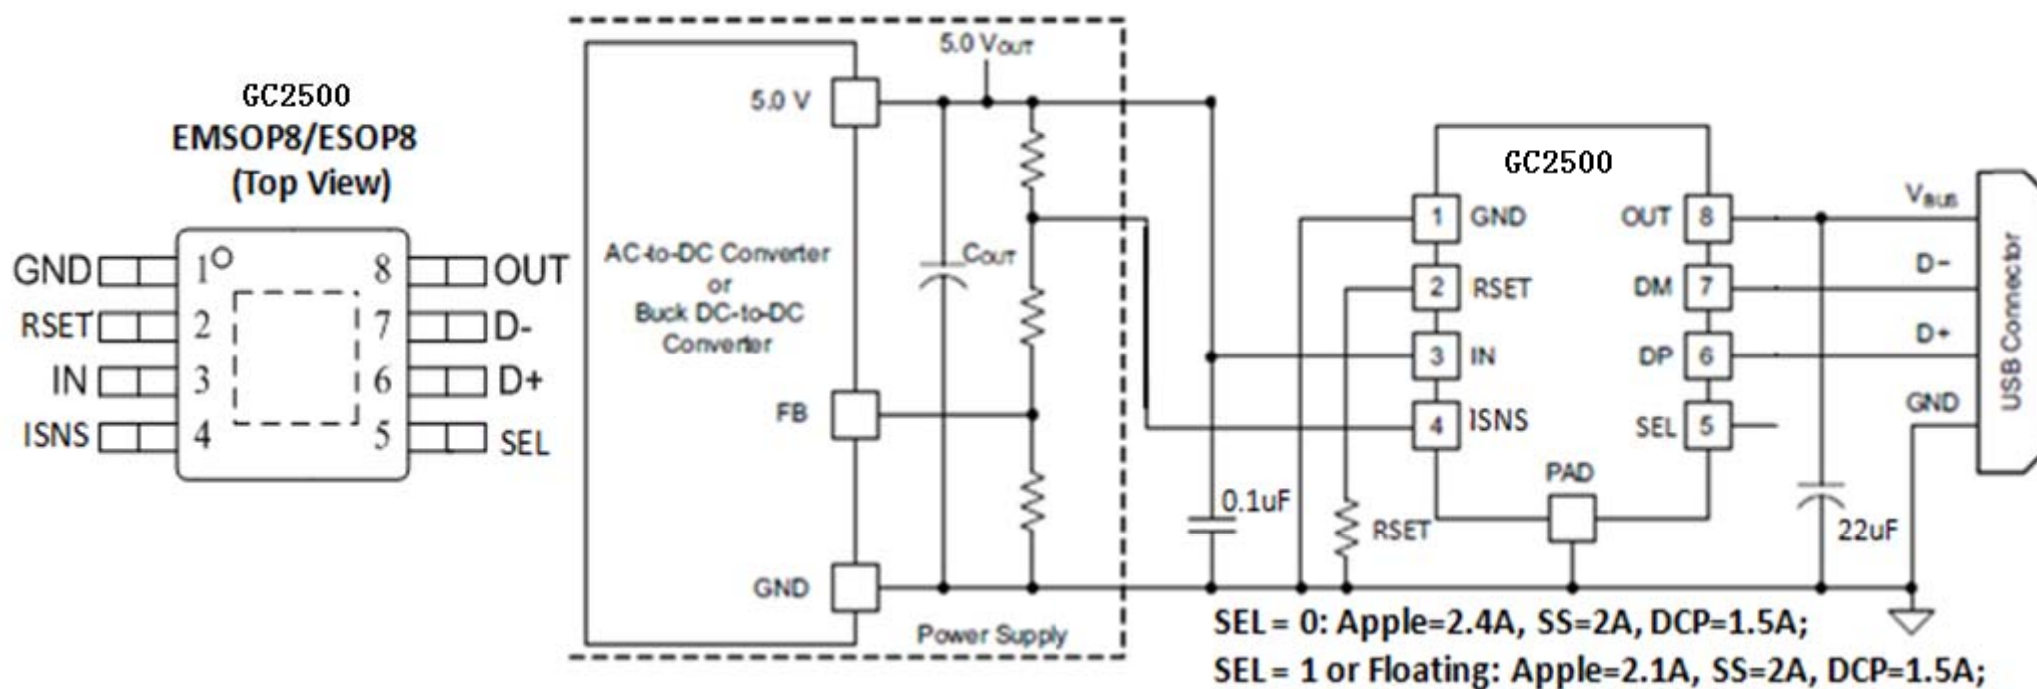 GC2500
EMSOP8/ESOP8
(Top View)
GND 1 8 OUT
RSET 2 7 D-
IN 3 6 D+
ISNS 4 5 SEL
5.0 VOUT
5.0 V
AC-to-DC Converter
or
Buck DC-to-DC
Converter
COUT
FB
GND
Power Supply
0.1uF
RSET
GC2500
1 GND OUT 8
2 RSET DM 7
3 IN DP 6
4 ISNS SEL 5
PAD
VBUS
D-
D+
GND
USB Connector
22uF
SEL = 0: Apple=2.4A, SS=2A, DCP=1.5A;
SEL = 1 or Floating: Apple=2.1A, SS=2A, DCP=1.5A;